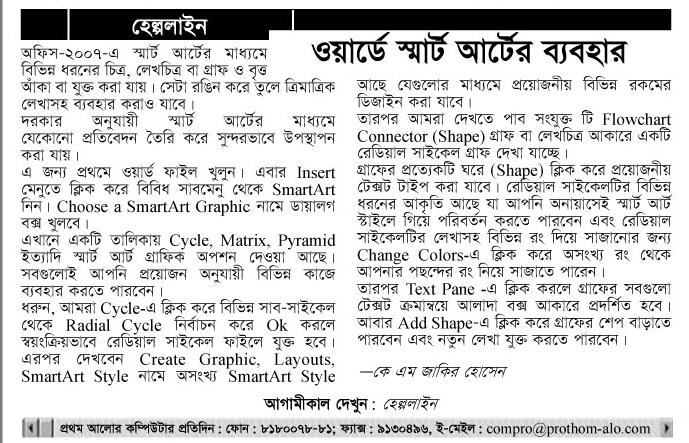 হেল্পলাইন
ওয়ার্ডে স্মার্ট আর্টের ব্যবহার
অফিস-২০০৭-এ স্মার্ট আর্টের মাধ্যমে
বিভিন্ন ধরনের চিত্র, লেখচিত্র বা গ্রাফ ও বৃত্ত
আঁকা বা যুক্ত করা যায়। সেটা রঙিন করে তুলে ত্রিমাত্রিক
লেখাসহ ব্যবহার করাও যাবে।
দরকার অনুযায়ী স্মার্ট আর্টের মাধ্যমে
যেকোনো প্রতিবেদন তৈরি করে সুন্দরভাবে উপস্থাপন
করা যায়।
এ জন্য প্রথমে ওয়ার্ড ফাইল খুলুন। এবার Insert
মেনুতে ক্লিক করে বিবিধ সাবমেনু থেকে SmartArt
নিন। Choose a SmartArt Graphic নামে ডায়ালগ
বক্স খুলবে।
এখানে একটি তালিকায় Cycle, Matrix, Pyramid
ইত্যাদি স্মার্ট আর্ট গ্রাফিক অপশন দেওয়া আছে।
সবগুলোই আপনি প্রয়োজন অনুযায়ী বিভিন্ন কাজে
ব্যবহার করতে পারবেন।
ধরুন, আমরা Cycle-এ ক্লিক করে বিভিন্ন সাব-সাইকেল
থেকে Radial Cycle নির্বাচন করে Ok করলে
স্বয়ংক্রিয়ভাবে রেডিয়াল সাইকেল ফাইলে যুক্ত হবে।
এরপর দেখবেন Create Graphic, Layouts,
SmartArt Style নামে অসংখ্য SmartArt Style
আছে যেগুলোর মাধ্যমে প্রয়োজনীয় বিভিন্ন রকমের
ডিজাইন করা যাবে।
তারপর আমরা দেখতে পাব সংযুক্ত টি Flowchart
Connector (Shape) গ্রাফ বা লেখচিত্র আকারে একটি
রেডিয়াল সাইকেল গ্রাফ দেখা যাচ্ছে।
গ্রাফের প্রত্যেকটি ঘরে (Shape) ক্লিক করে প্রয়োজনীয়
টেক্সট টাইপ করা যাবে। রেডিয়াল সাইকেলটির বিভিন্ন
ধরনের আকৃতি আছে যা আপনি অনায়াসেই স্মার্ট আর্ট
স্টাইলে গিয়ে পরিবর্তন করতে পারবেন এবং রেডিয়াল
সাইকেলটির লেখাসহ বিভিন্ন রং দিয়ে সাজানোর জন্য
Change Colors-এ ক্লিক করে অসংখ্য রং থেকে
আপনার পছন্দের রং নিয়ে সাজাতে পারেন।
তারপর Text Pane -এ ক্লিক করলে গ্রাফের সবগুলো
টেক্সট ক্রমান্বয়ে আলাদা বক্স আকারে প্রদর্শিত হবে।
আবার Add Shape-এ ক্লিক করে গ্রাফের শেপ বাড়াতে
পারবেন এবং নতুন লেখা যুক্ত করতে পারবেন।
—কে এম জাকির হোসেন
আগামীকাল দেখুন : হেল্পলাইন
প্রথম আলোর কম্পিউটার প্রতিদিন : ফোন : ৮১৮০০৭৮-৮১; ফ্যাক্স : ৯১৩০৪৯৬, ই-মেইল : compro@prothom-alo.com